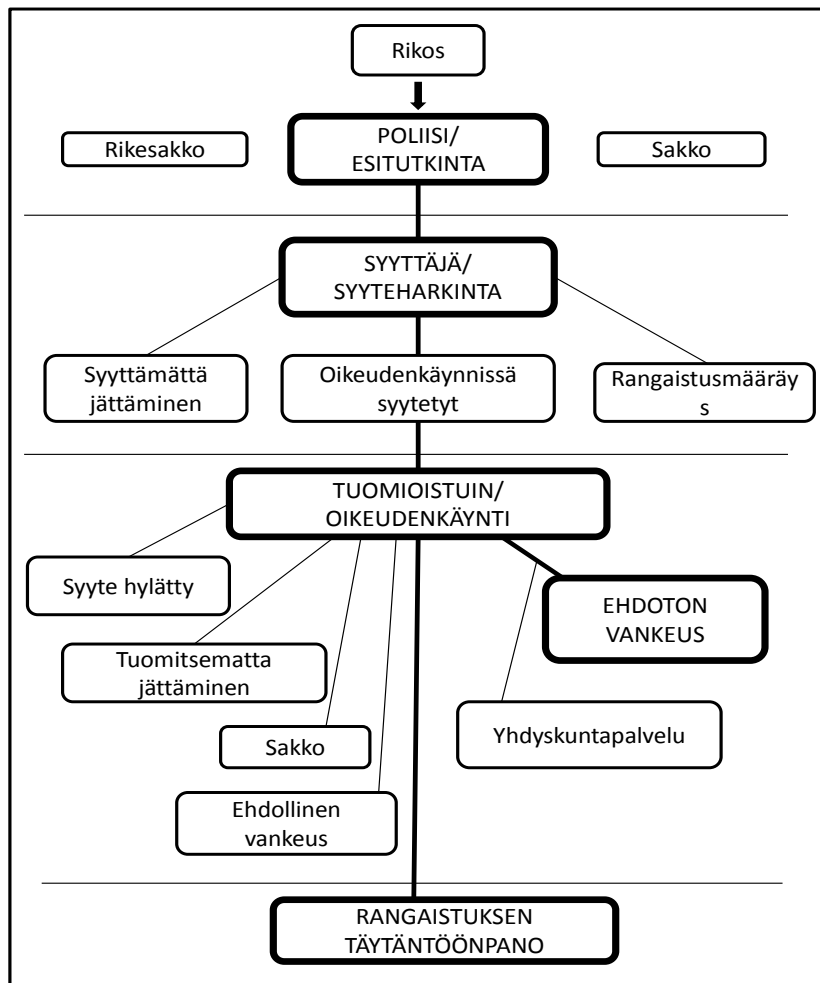 Rikos
Rikesakko
POLIISI/
ESITUTKINTA
Sakko
SYYTTÄJÄ/
SYYTEHARKINTA
Syyttämättä
jättäminen
Oikeudenkäynnissä
syytetyt
Rangaistusmääräy
s
TUOMIOISTUIN/
OIKEUDENKÄYNTI
Syyte hylätty
EHDOTON
VANKEUS
Tuomitsematta
jättäminen
Sakko
Yhdyskuntapalvelu
Ehdollinen
vankeus
RANGAISTUKSEN
TÄYTÄNTÖÖNPANO